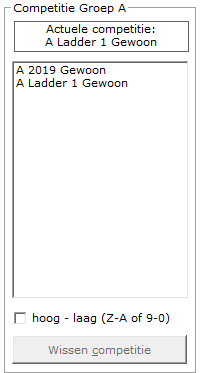 Competitie Groep A
Actuele competitie:
A Ladder 1 Gewoon
A 2019 Gewoon
A Ladder 1 Gewoon
hoog - laag (Z-A of 9-0)
Wissen competitie